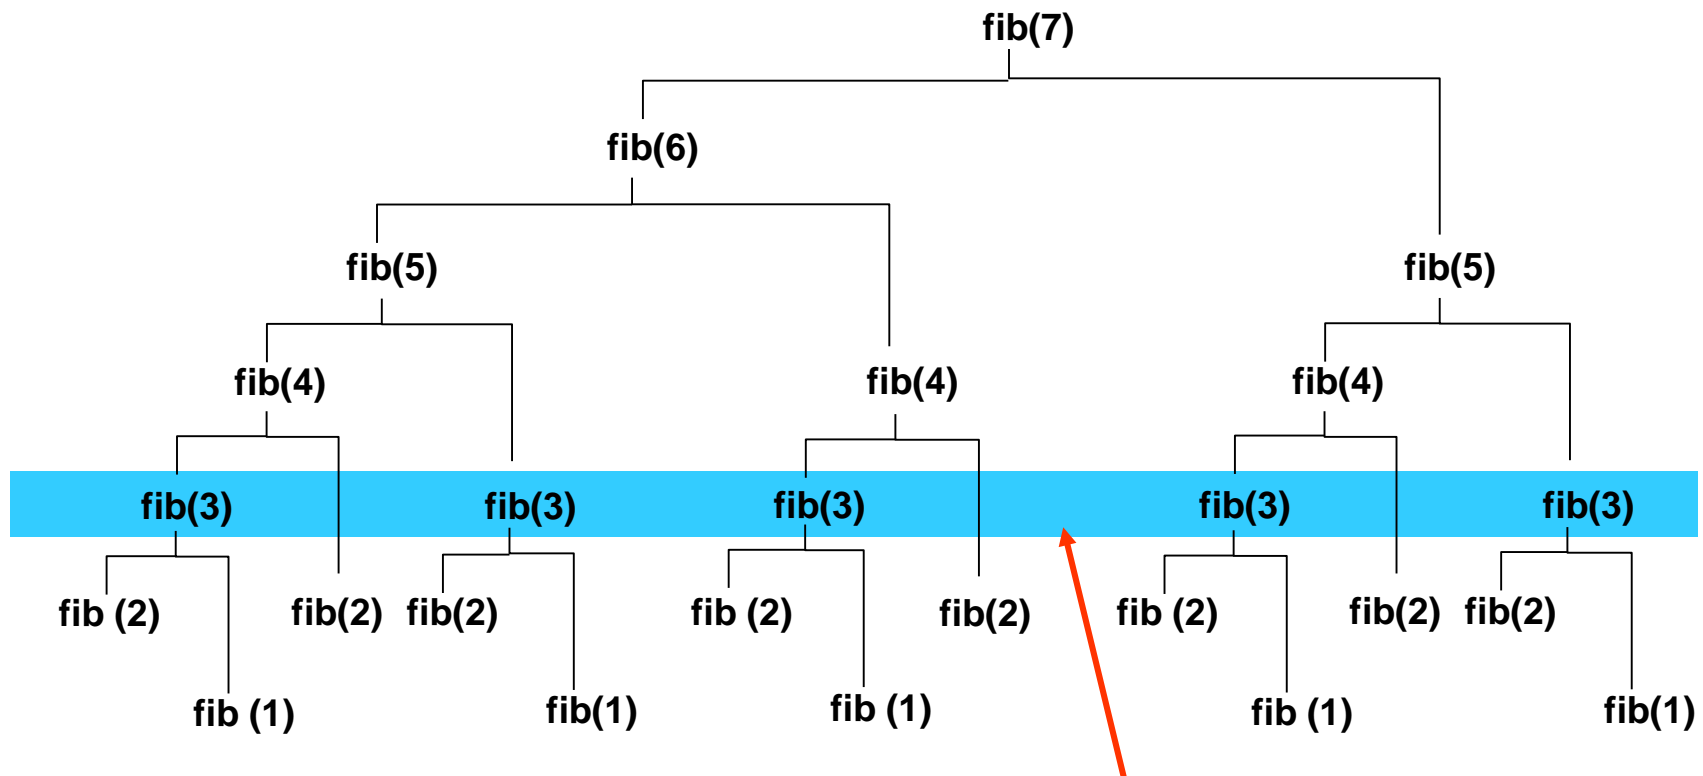 fib(7)
fib(6)
fib(5) fib(5)
fib(4) fib(4) fib(4)
fib(3) fib(3) fib(3) fib(3) fib(3)
fib (2) fib(2) fib(2) fib (2) fib(2) fib (2) fib(2) fib(2)
fib (1) fib(1) fib (1) fib (1) fib(1)